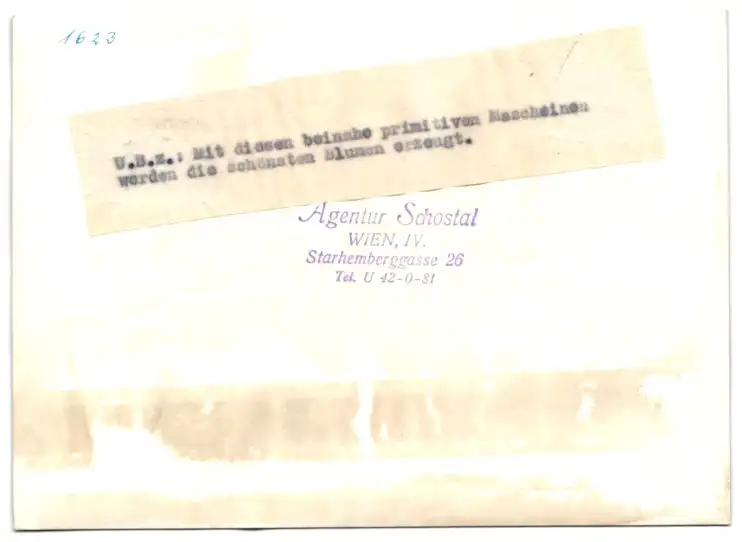 1623
U.B.z.: Mit diesen beinahe primitiven Mascheinen
werden die schönsten Blumen erzeugt.
Agentur Schostal
WIEN, IV.
Starhemberggasse 26
Tel. U 42-0-81